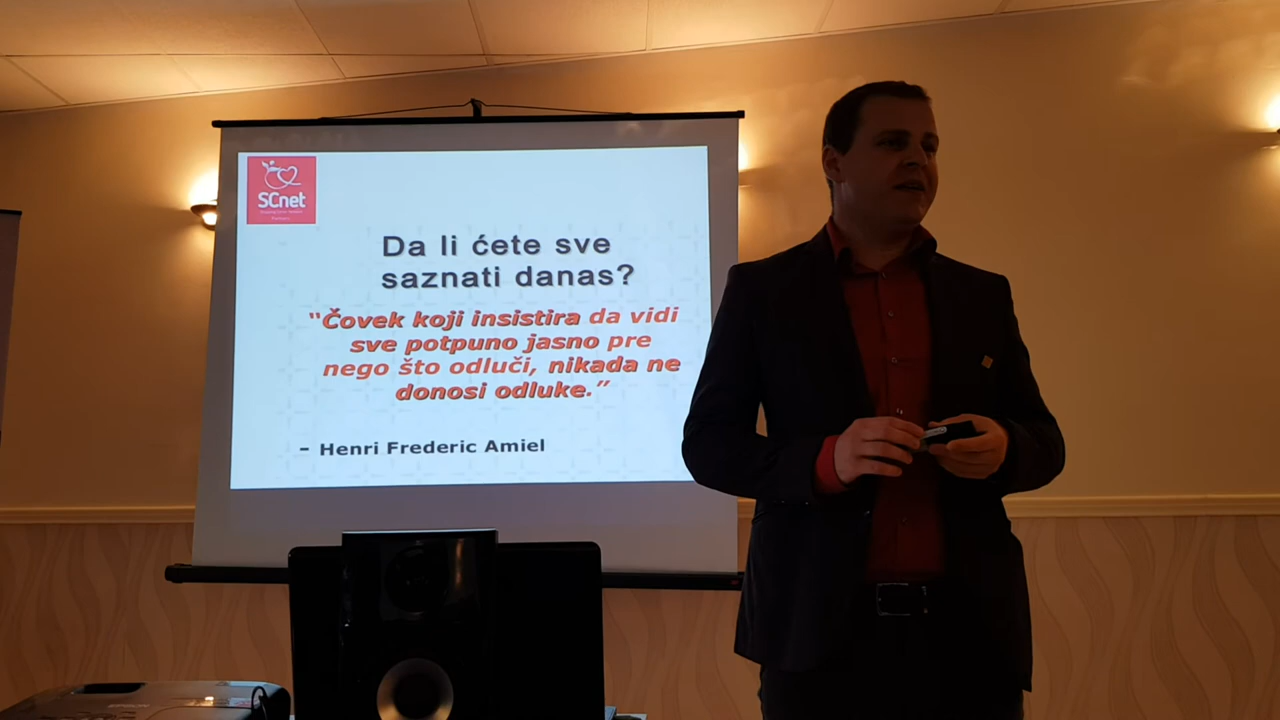 SCnet
Da li ćete sve
saznati danas?
“Čovek koji insistira da vidi
sve potpuno jasno pre
nego što odluči, nikada ne
donosi odluke.”
– Henri Frederic Amiel
EPSON